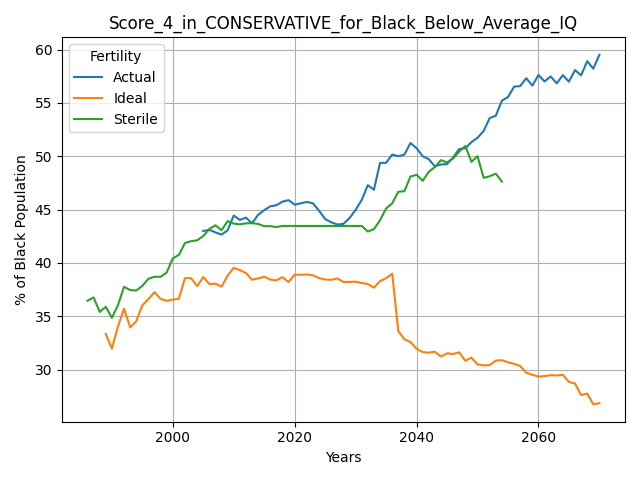 Score_4_in_CONSERVATIVE_for_Black_Below_Average_IQ
60
55
50
45
40
35
30
% of Black Population
Fertility
Actual
Ideal
Sterile
2000 2020 2040 2060
Years